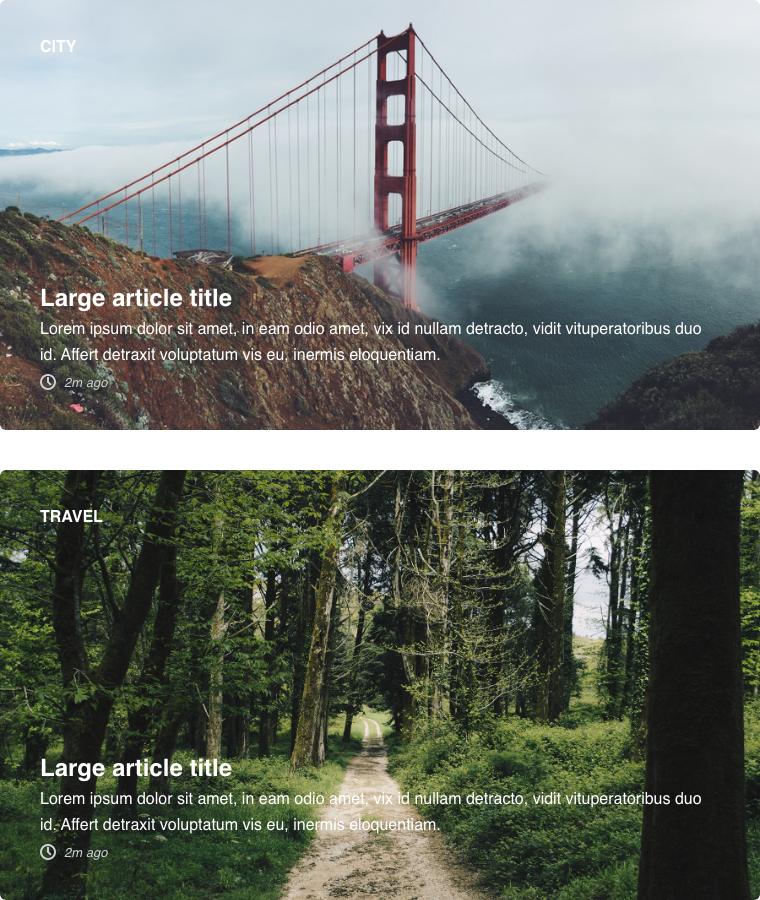 CITY
Large article title
Lorem ipsum dolor sit amet, in eam odio amet, vix id nullam detracto, vidit vituperatoribus duo
id. Affert detraxit voluptatum vis eu, inermis eloquentiam.
2m ago
TRAVEL
Large article title
Lorem ipsum dolor sit amet, in eam odio amet, vix id nullam detracto, vidit vituperatoribus duo
id. Affert detraxit voluptatum vis eu, inermis eloquentiam.
2m ago